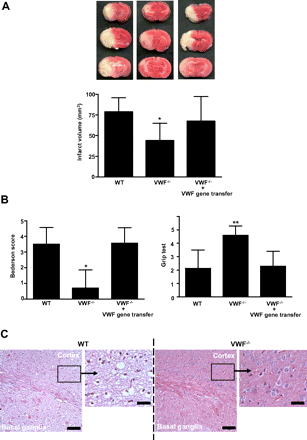 A
100
75
50
25
0
Infarct volume (mm³)
*
WT
VWF-/-
VWF-/-
+
VWF gene transfer
B
5
4
3
2
1
0
Bederson score
*
WT
VWF-/-
VWF-/-
+
VWF gene transfer
6
5
4
3
2
1
0
Grip test
**
WT
VWF-/-
VWF-/-
+
VWF gene transfer
C
WT
VWF-/-
Cortex
Basal ganglia
Cortex
Basal ganglia